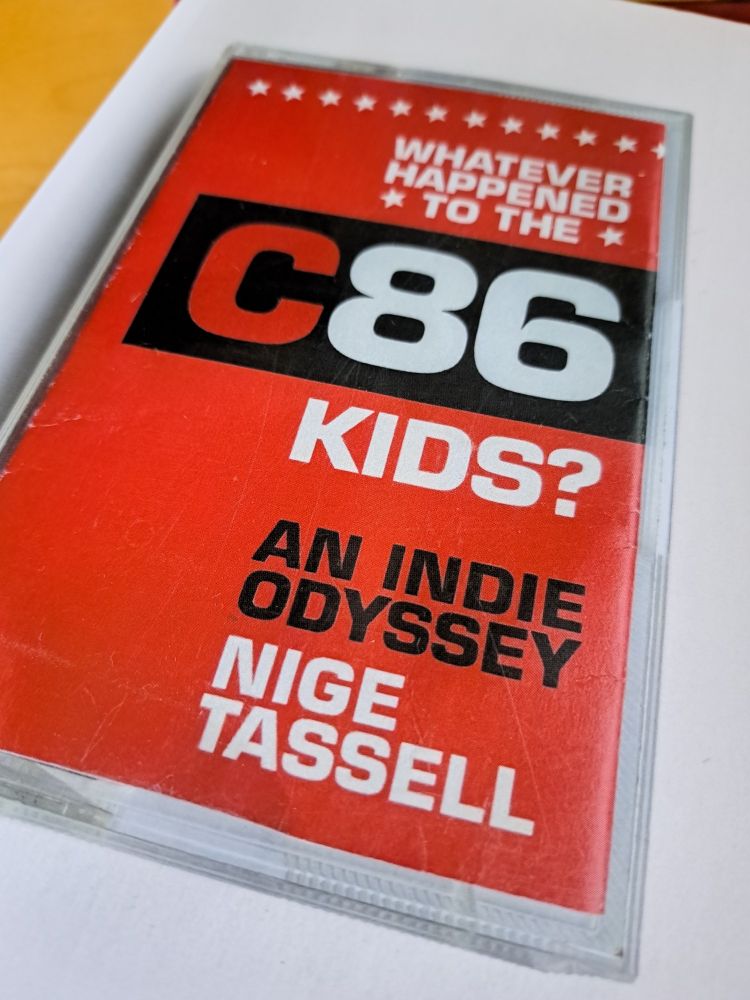 WHATEVER
HAPPENED
TO THE
C86
KIDS?
AN INDIE
ODYSSEY
NIGE
TASSELL